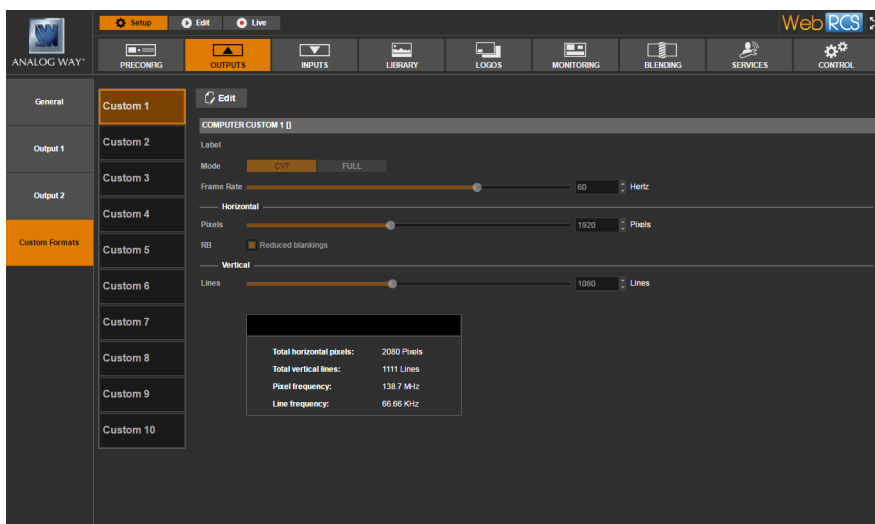 Setup Edit Live Web RCS
ANALOG WAY®
PRECONFIG OUTPUTS INPUTS LIBRARY LOGOS MONITORING BLENDING SERVICES CONTROL
General
Output 1
Output 2
Custom Formats
Custom 1
Custom 2
Custom 3
Custom 4
Custom 5
Custom 6
Custom 7
Custom 8
Custom 9
Custom 10
Edit
COMPUTER CUSTOM 1 []
Label
Mode CVT FULL
Frame Rate 60 Hertz
Horizontal
Pixels 1920 Pixels
RB Reduced blankings
Vertical
Lines 1080 Lines
Total horizontal pixels: 2080 Pixels
Total vertical lines: 1111 Lines
Pixel frequency: 138.7 MHz
Line frequency: 66.66 KHz